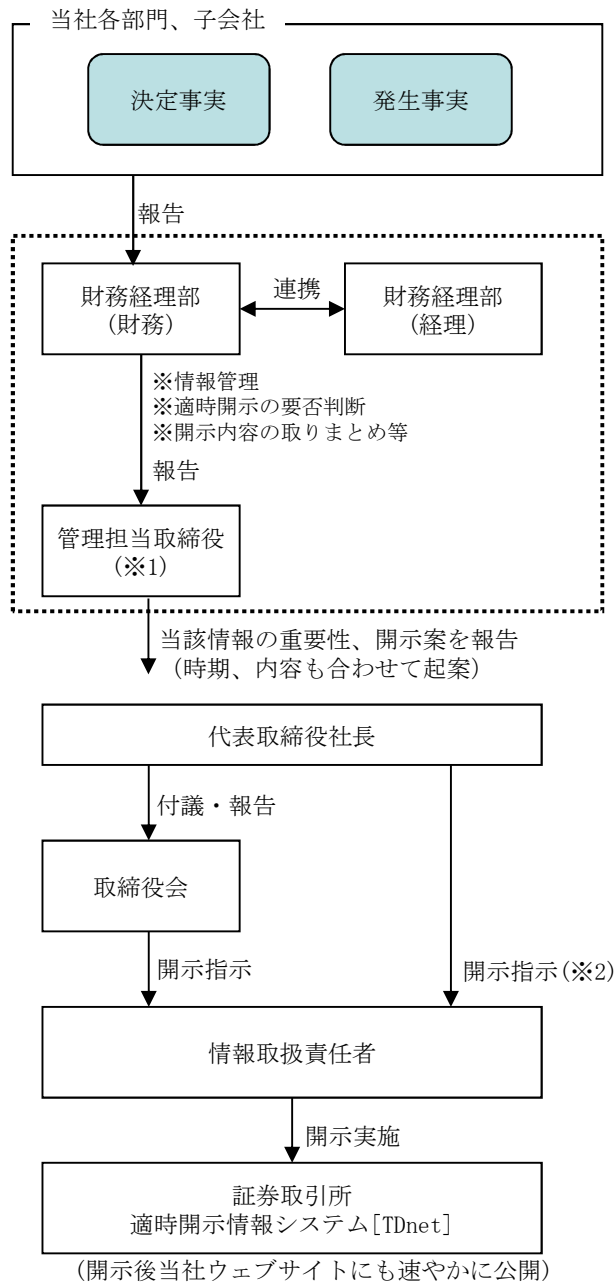 当社各部門、子会社
決定事実
発生事実
報告
財務経理部
(財務)
連携
財務経理部
(経理)
※情報管理
※適時開示の要否判断
※開示内容の取りまとめ等
報告
管理担当取締役
(※1)
当該情報の重要性、開示案を報告
(時期、内容も合わせて起案)
代表取締役社長
付議・報告
取締役会
開示指示
開示指示(※2)
情報取扱責任者
開示実施
証券取引所
適時開示情報システム[TDnet]
(開示後当社ウェブサイトにも速やかに公開)